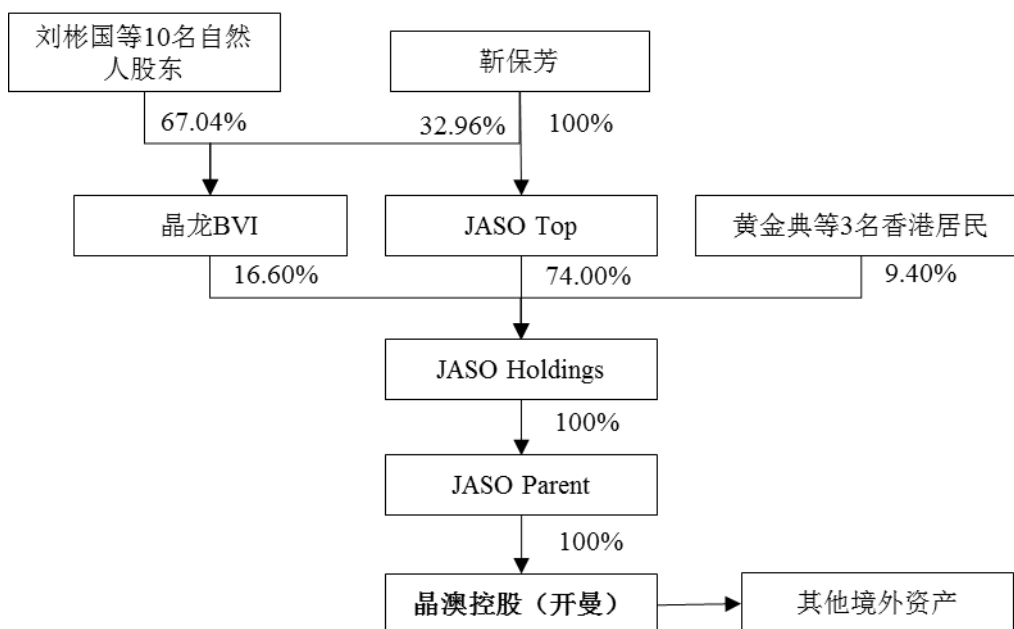 刘彬国等10名自然
人股东
靳保芳
67.04%
32.96%
100%
晶龙BVI
JASO Top
黄金典等3名香港居民
16.60%
74.00%
9.40%
JASO Holdings
100%
JASO Parent
100%
晶澳控股（开曼）
其他境外资产